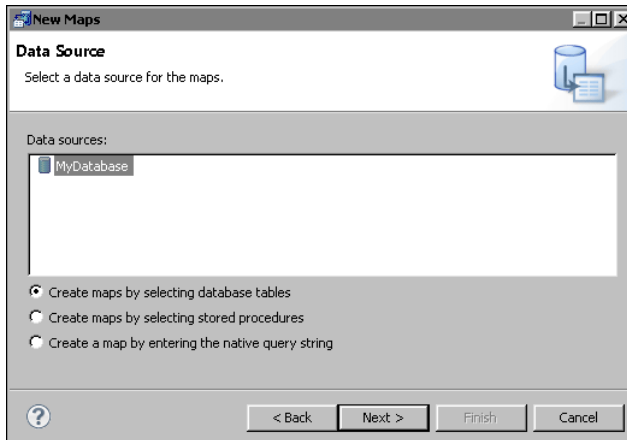 New Maps
Data Source
Select a data source for the maps.
Data sources:
MyDatabase
Create maps by selecting database tables
Create maps by selecting stored procedures
Create a map by entering the native query string
? < Back Next > Finish Cancel